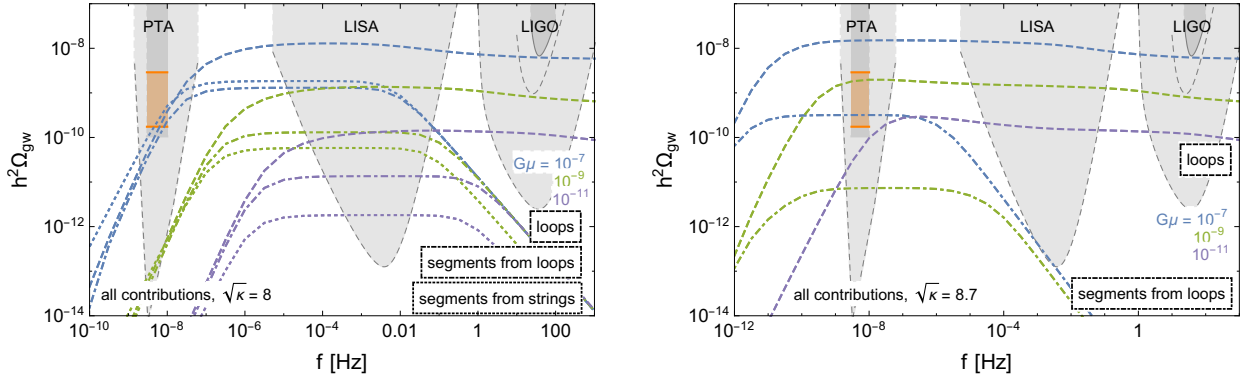 PTA LISA LIGO
10⁻⁸
10⁻¹⁰
10⁻¹²
10⁻¹⁴
h²Ω_gw
Gμ = 10⁻⁷
10⁻⁹
10⁻¹¹
loops
segments from loops
all contributions, √κ = 8
segments from strings
10⁻¹⁰ 10⁻⁸ 10⁻⁶ 10⁻⁴ 0.01 1 100
f [Hz]
PTA LISA LIGO
10⁻⁸
10⁻¹⁰
10⁻¹²
10⁻¹⁴
h²Ω_gw
loops
Gμ = 10⁻⁷
10⁻⁹
10⁻¹¹
all contributions, √κ = 8.7
segments from loops
10⁻¹² 10⁻⁸ 10⁻⁴ 1
f [Hz]